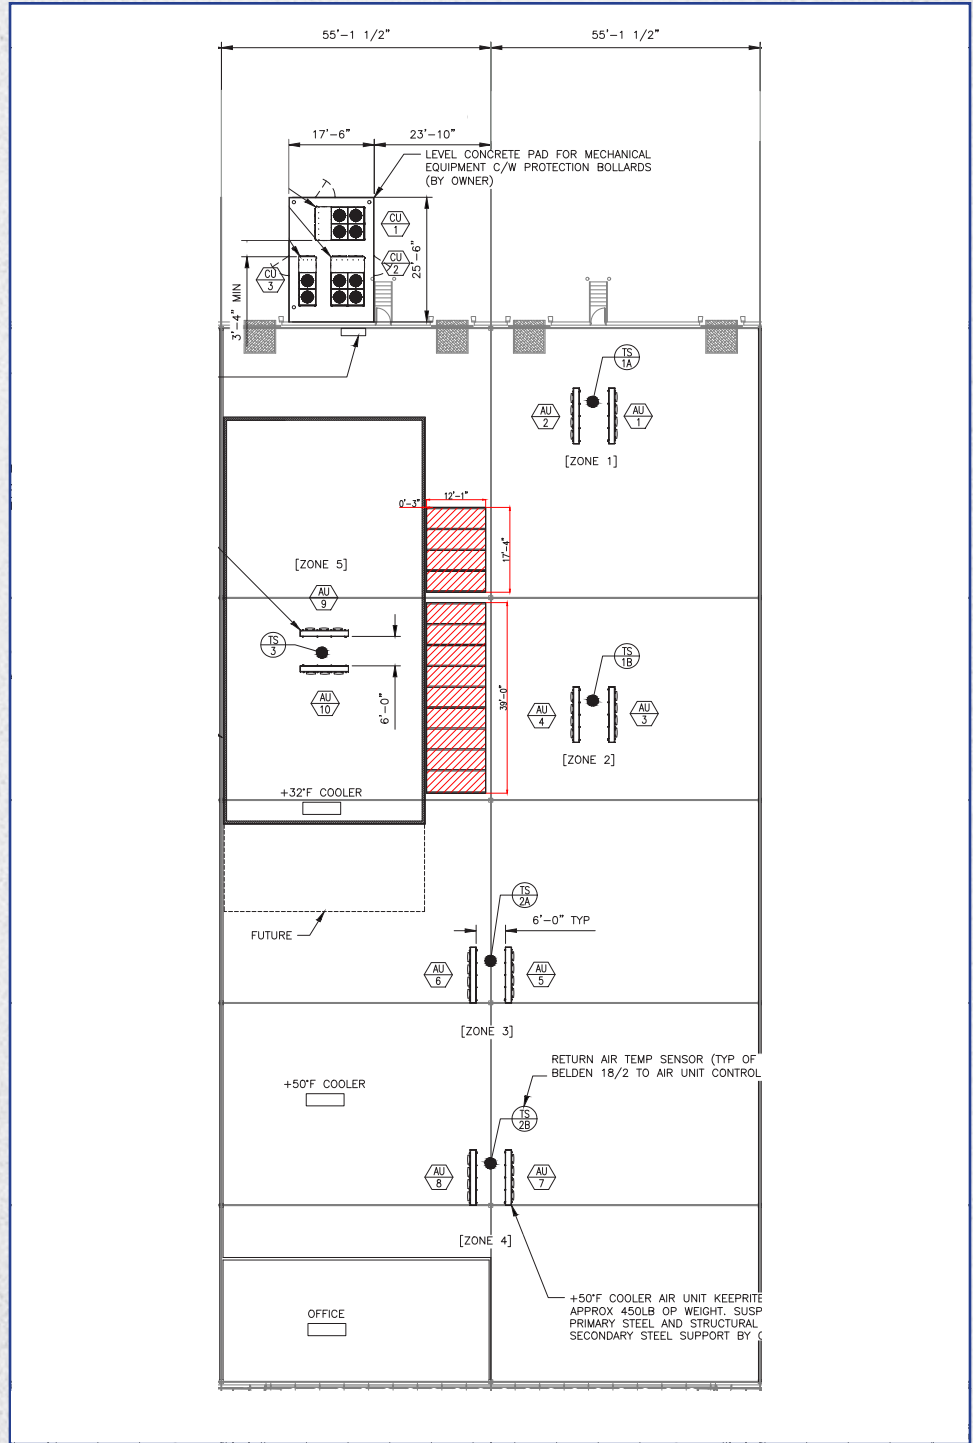 55'-1 1/2"
55'-1 1/2"
17'-6"
23'-10"
LEVEL CONCRETE PAD FOR MECHANICAL
EQUIPMENT C/W PROTECTION BOLLARDS
(BY OWNER)
CU
1
CU
2
CU
3
25'-6"
3'-4" MIN
TS
1A
AU
2
AU
1
[ZONE 1]
0'-3"
12'-1"
17'-4"
[ZONE 5]
AU
9
TS
3
AU
10
6'-0"
39'-0"
TS
1B
AU
4
AU
3
[ZONE 2]
+32°F COOLER
FUTURE
TS
2A
6'-0" TYP
AU
6
AU
5
[ZONE 3]
RETURN AIR TEMP SENSOR (TYP OF
BELDEN 18/2 TO AIR UNIT CONTROL
+50°F COOLER
TS
2B
AU
8
AU
7
[ZONE 4]
+50°F COOLER AIR UNIT KEEPRITE
APPROX 450LB OP WEIGHT. SUSP
PRIMARY STEEL AND STRUCTURAL
SECONDARY STEEL SUPPORT BY
OFFICE